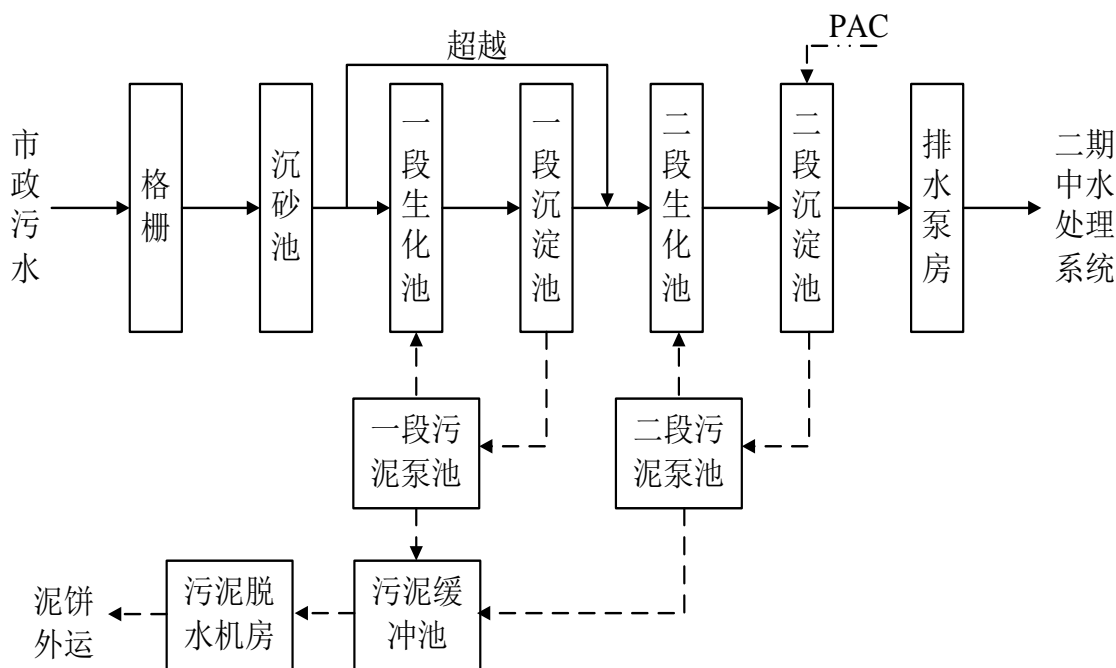 PAC
超越
市政污水
格栅
沉砂池
一段生化池
一段沉淀池
二段生化池
二段沉淀池
排水泵房
二期
中水
处理
系统
一段污
泥泵池
二段污
泥泵池
泥饼
外运
污泥脱
水机房
污泥缓
冲池